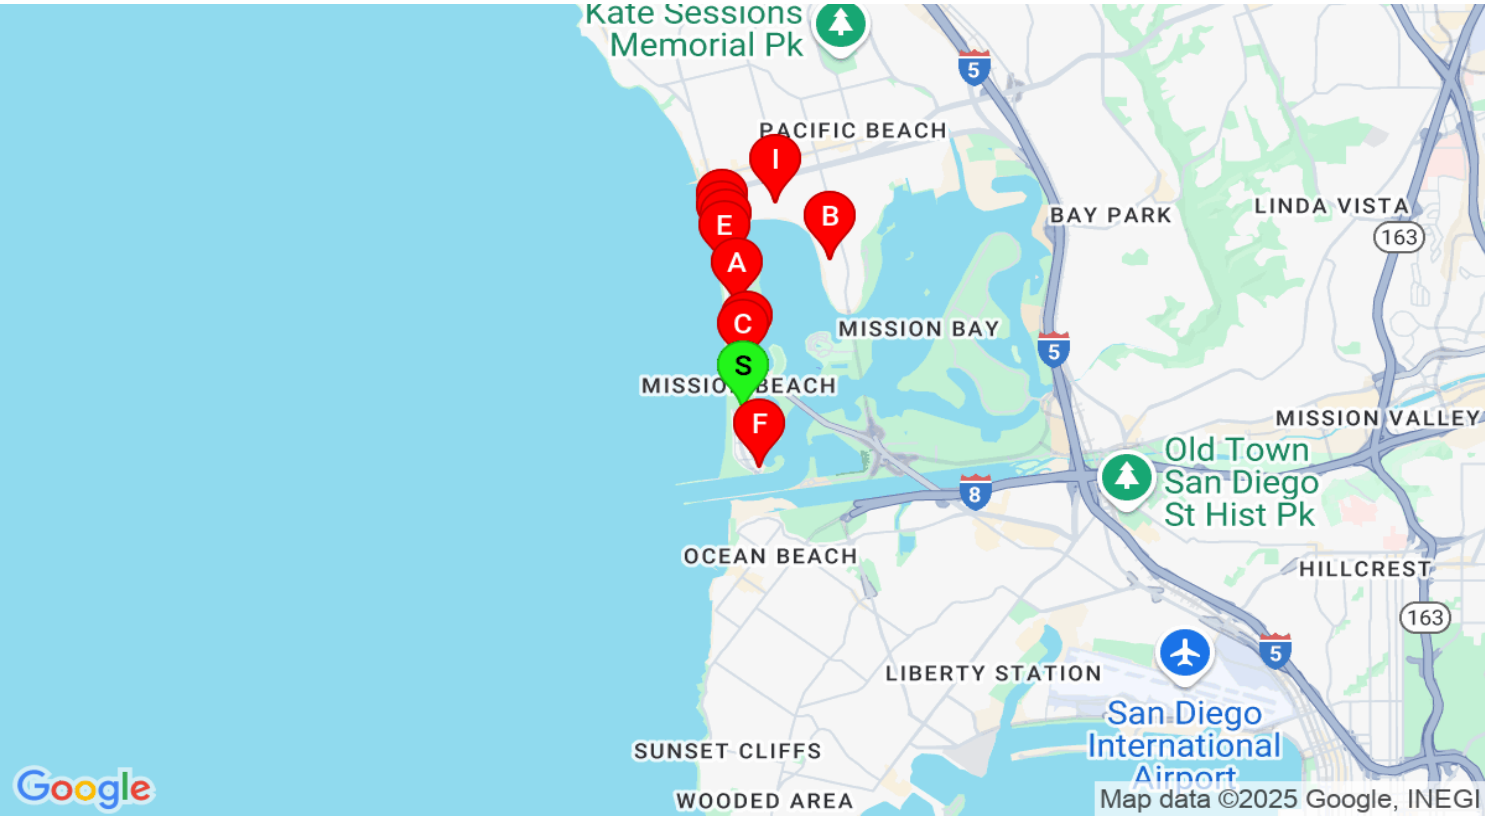 Kate Sessions
Memorial Pk
5
PACIFIC BEACH
I
B
E
A
C
S
F
BAY PARK
LINDA VISTA
163
MISSION BAY
5
MISSION BEACH
MISSION VALLEY
Old Town
San Diego
St Hist Pk
8
OCEAN BEACH
HILLCREST
163
5
LIBERTY STATION
San Diego
International
Airport
SUNSET CLIFFS
WOODED AREA
Google
Map data ©2025 Google, INEGI